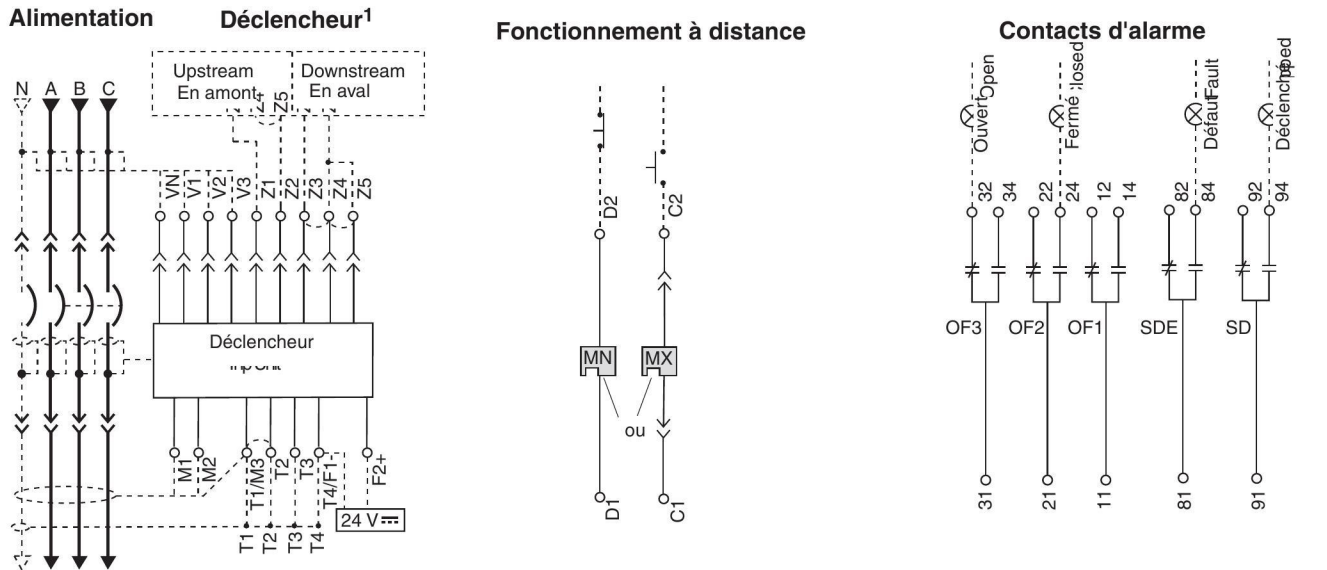 Alimentation
Déclencheur1
Fonctionnement à distance
Contacts d'alarme
Upstream
En amont
Downstream
En aval
Z4
Z5
N A B C
VN
V1
V2
V3
Z1
Z2
Z3
Z4
Z5
Déclencheur
M1
M2
T1/M3
T2
T3
T4/F1-
F2+
24 V
T1
T2
T3
T4
D2
C2
MN
MX
ou
D1
C1
Ouvert
Fermé
Défaut
Fault
Déclenché
32
34
22
24
12
14
82
84
92
94
OF3
OF2
OF1
SDE
SD
31
21
11
81
91